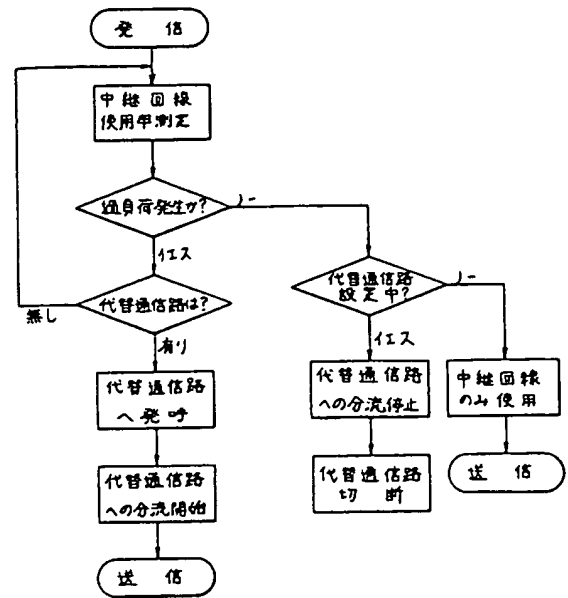 発信
中継回線
使用率測定
過負荷発生か?
ノー
イエス
代替通信路は?
無し
有り
代替通信路
設定中?
ノー
イエス
代替通信路
へ発呼
代替通信路
への分流停止
中継回線
のみ使用
代替通信路
への分流開始
代替通信路
切断
送信
送信